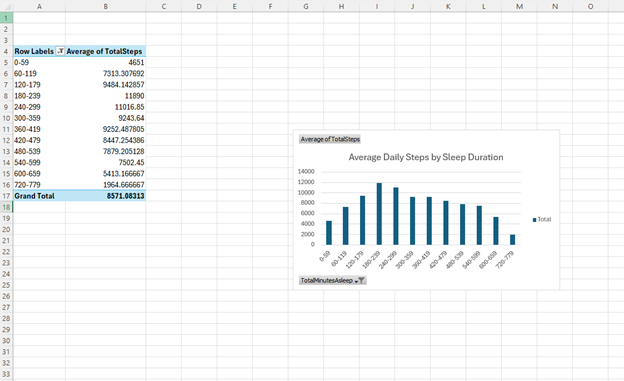 A B C D E F G H I J K L M N O
1
2
3
4 Row Labels Average of TotalSteps
5 0-59 4651
6 60-119 7313.307692
7 120-179 9484.142857
8 180-239 11890
9 240-299 11016.85
10 300-359 9243.64
11 360-419 9252.487805
12 420-479 8447.254386
13 480-539 7879.205128
14 540-599 7502.45
15 600-659 5413.166667
16 720-779 1964.666667
17 Grand Total 8571.08313
18
19
20
21
22
23
24
25
26
27
28
29
30
31
32
33
Average of TotalSteps
Average Daily Steps by Sleep Duration
14000
12000
10000
8000
6000
4000
2000
0
Total
0-59 60-119 120-179 180-239 240-299 300-359 360-419 420-479 480-539 540-599 600-659 720-779
TotalMinutesAsleep